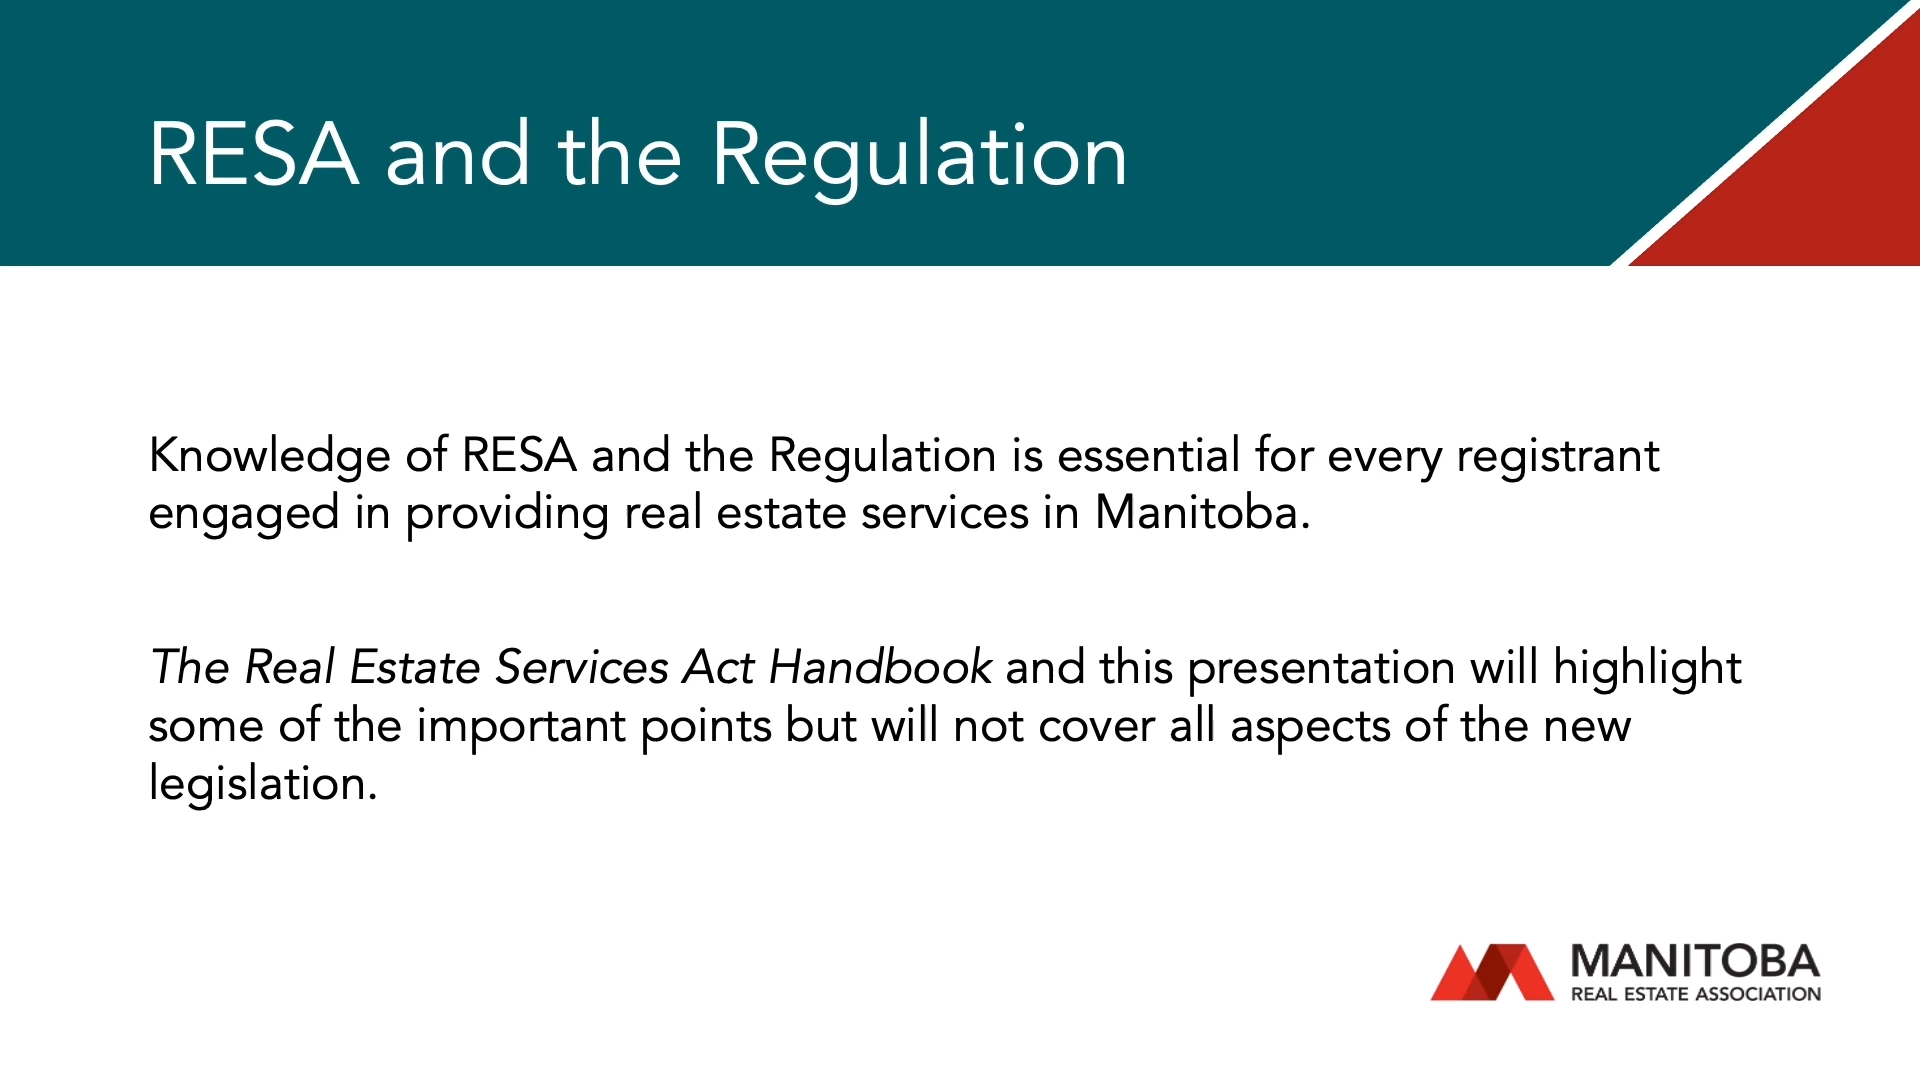 RESA and the Regulation
Knowledge of RESA and the Regulation is essential for every registrant
engaged in providing real estate services in Manitoba.
The Real Estate Services Act Handbook and this presentation will highlight
some of the important points but will not cover all aspects of the new
legislation.
MANITOBA
REAL ESTATE ASSOCIATION